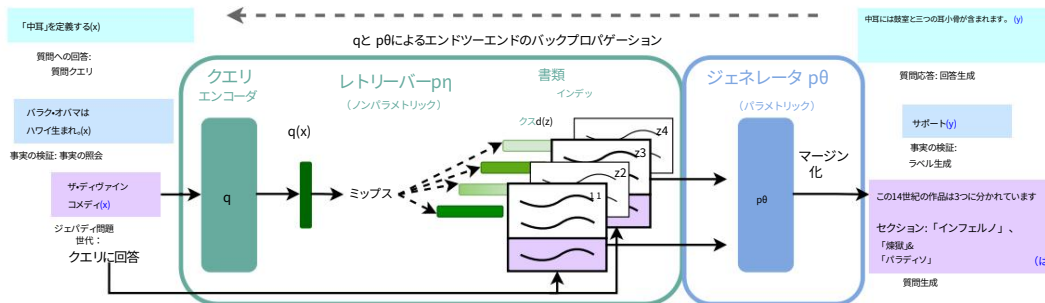 「中耳」を定義する(x)
質問への回答:
質問クエリ
バラク・オバマは
ハワイ生まれ。(x)
事実の検証: 事実の照会
ザ・ディヴァイン
コメディ(x)
ジェパディ問題
世代:
クエリに回答
qと pθによるエンドツーエンドのバックプロパゲーション
クエリ
エンコーダ
q
q(x)
レトリーバーpη
（ノンパラメトリック）
ミップス
書類
インデッ
クスd(z)
z4
z3
z2
ジェネレータ pθ
（パラメトリック）
pθ
マージン
化
中耳には鼓室と三つの耳小骨が含まれます。 (y)
質問応答: 回答生成
サポート(y)
事実の検証:
ラベル生成
この14世紀の作品は3つに分かれています
セクション:「インフェルノ」、
「煉獄」&
「パラディソ」
質問生成